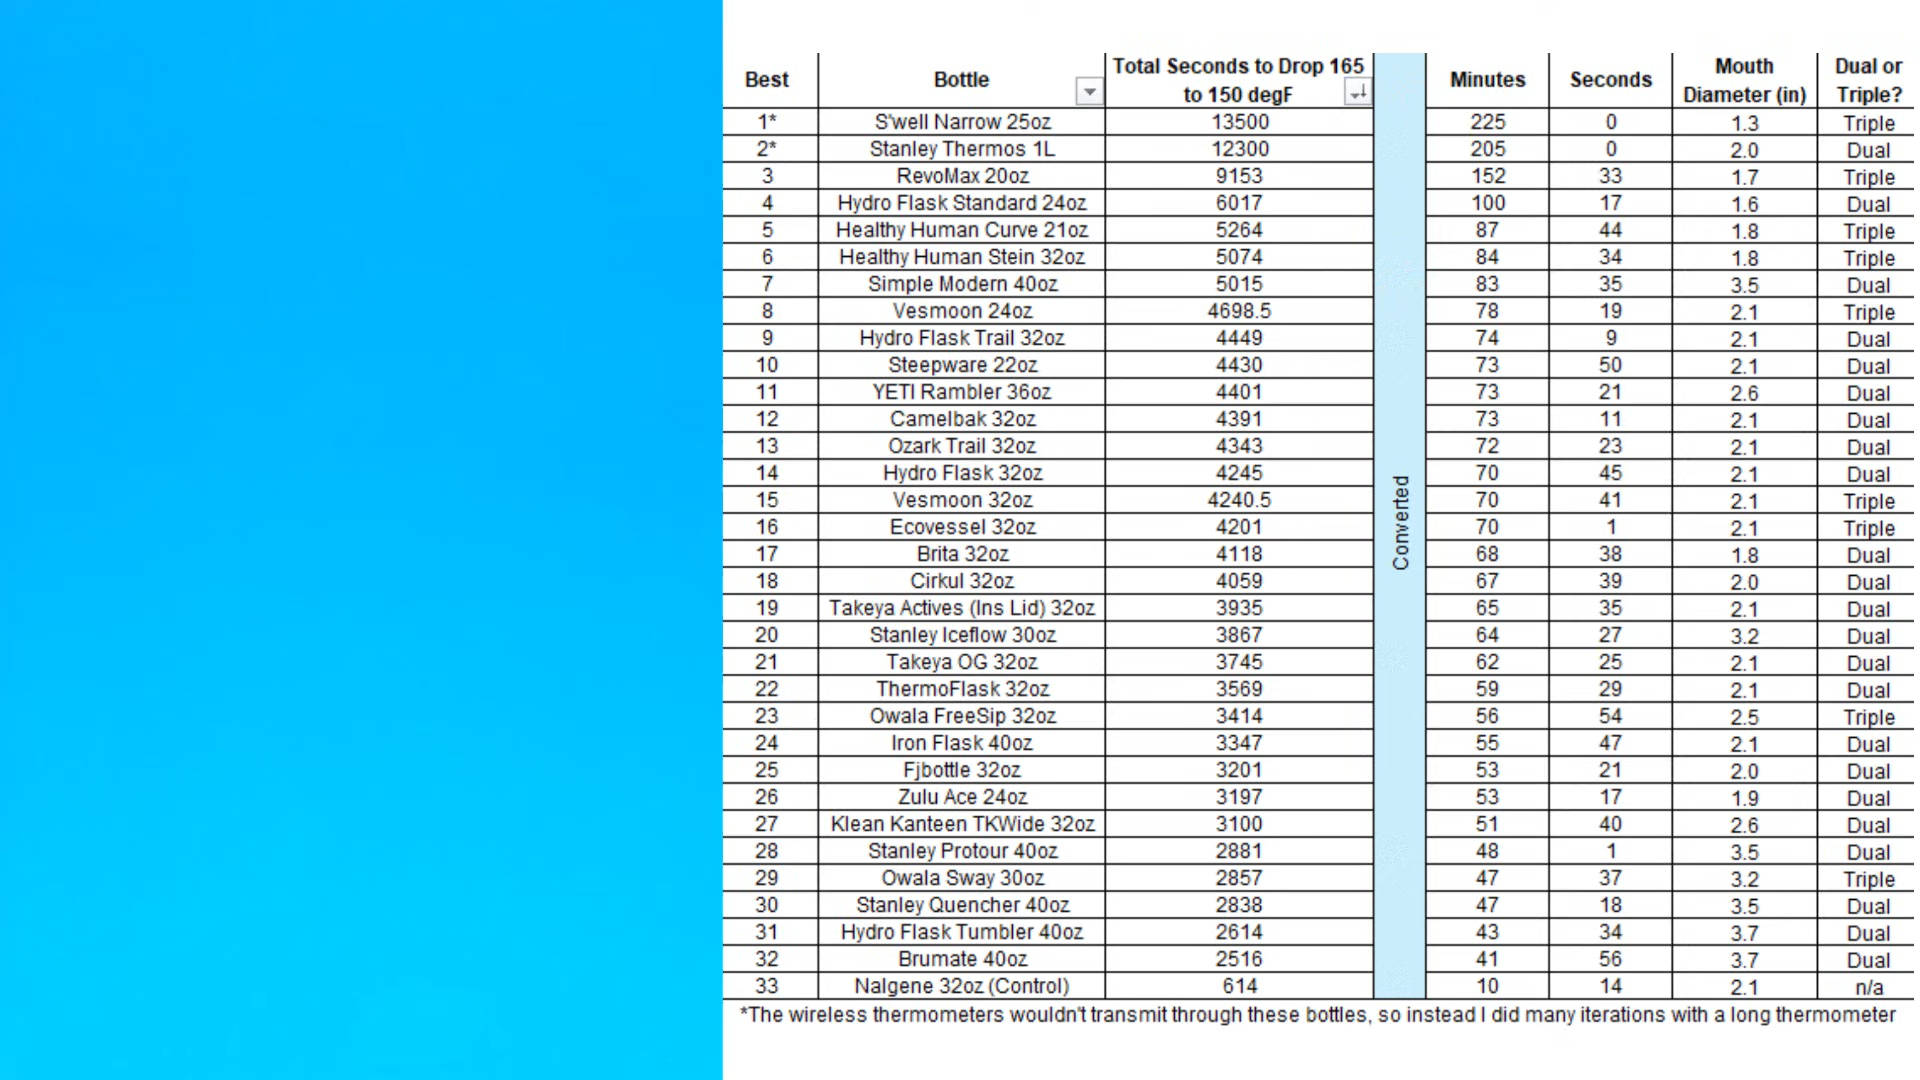 Best Bottle Total Seconds to Drop 165 to 150 degF Minutes Seconds Mouth Diameter (in) Dual or Triple?
1* S'well Narrow 25oz 13500 225 0 1.3 Triple
2* Stanley Thermos 1L 12300 205 0 2.0 Dual
3 RevoMax 20oz 9153 152 33 1.7 Triple
4 Hydro Flask Standard 24oz 6017 100 17 1.6 Dual
5 Healthy Human Curve 21oz 5264 87 44 1.8 Triple
6 Healthy Human Stein 32oz 5074 84 34 1.8 Triple
7 Simple Modern 40oz 5015 83 35 3.5 Dual
8 Vesmoon 24oz 4698.5 78 19 2.1 Triple
9 Hydro Flask Trail 32oz 4449 74 9 2.1 Dual
10 Steepware 22oz 4430 73 50 2.1 Dual
11 YETI Rambler 36oz 4401 73 21 2.6 Dual
12 Camelbak 32oz 4391 73 11 2.1 Dual
13 Ozark Trail 32oz 4343 72 23 2.1 Dual
14 Hydro Flask 32oz 4245 70 45 2.1 Dual
15 Vesmoon 32oz 4240.5 70 41 2.1 Triple
16 Ecovessel 32oz 4201 70 1 2.1 Triple
17 Brita 32oz 4118 68 38 1.8 Dual
18 Cirkul 32oz 4059 67 39 2.0 Dual
19 Takeya Actives (Ins Lid) 32oz 3935 65 35 2.1 Dual
20 Stanley Iceflow 30oz 3867 64 27 3.2 Dual
21 Takeya OG 32oz 3745 62 25 2.1 Dual
22 ThermoFlask 32oz 3569 59 29 2.1 Dual
23 Owala FreeSip 32oz 3414 56 54 2.5 Triple
24 Iron Flask 40oz 3347 55 47 2.1 Dual
25 Fjbottle 32oz 3201 53 21 2.0 Dual
26 Zulu Ace 24oz 3197 53 17 1.9 Dual
27 Klean Kanteen TKWide 32oz 3100 51 40 2.6 Dual
28 Stanley Protour 40oz 2881 48 1 3.5 Dual
29 Owala Sway 30oz 2857 47 37 3.2 Triple
30 Stanley Quencher 40oz 2838 47 18 3.5 Dual
31 Hydro Flask Tumbler 40oz 2614 43 34 3.7 Dual
32 Brumate 40oz 2516 41 56 3.7 Dual
33 Nalgene 32oz (Control) 614 10 14 2.1 n/a
Converted
*The wireless thermometers wouldn't transmit through these bottles, so instead I did many iterations with a long thermometer